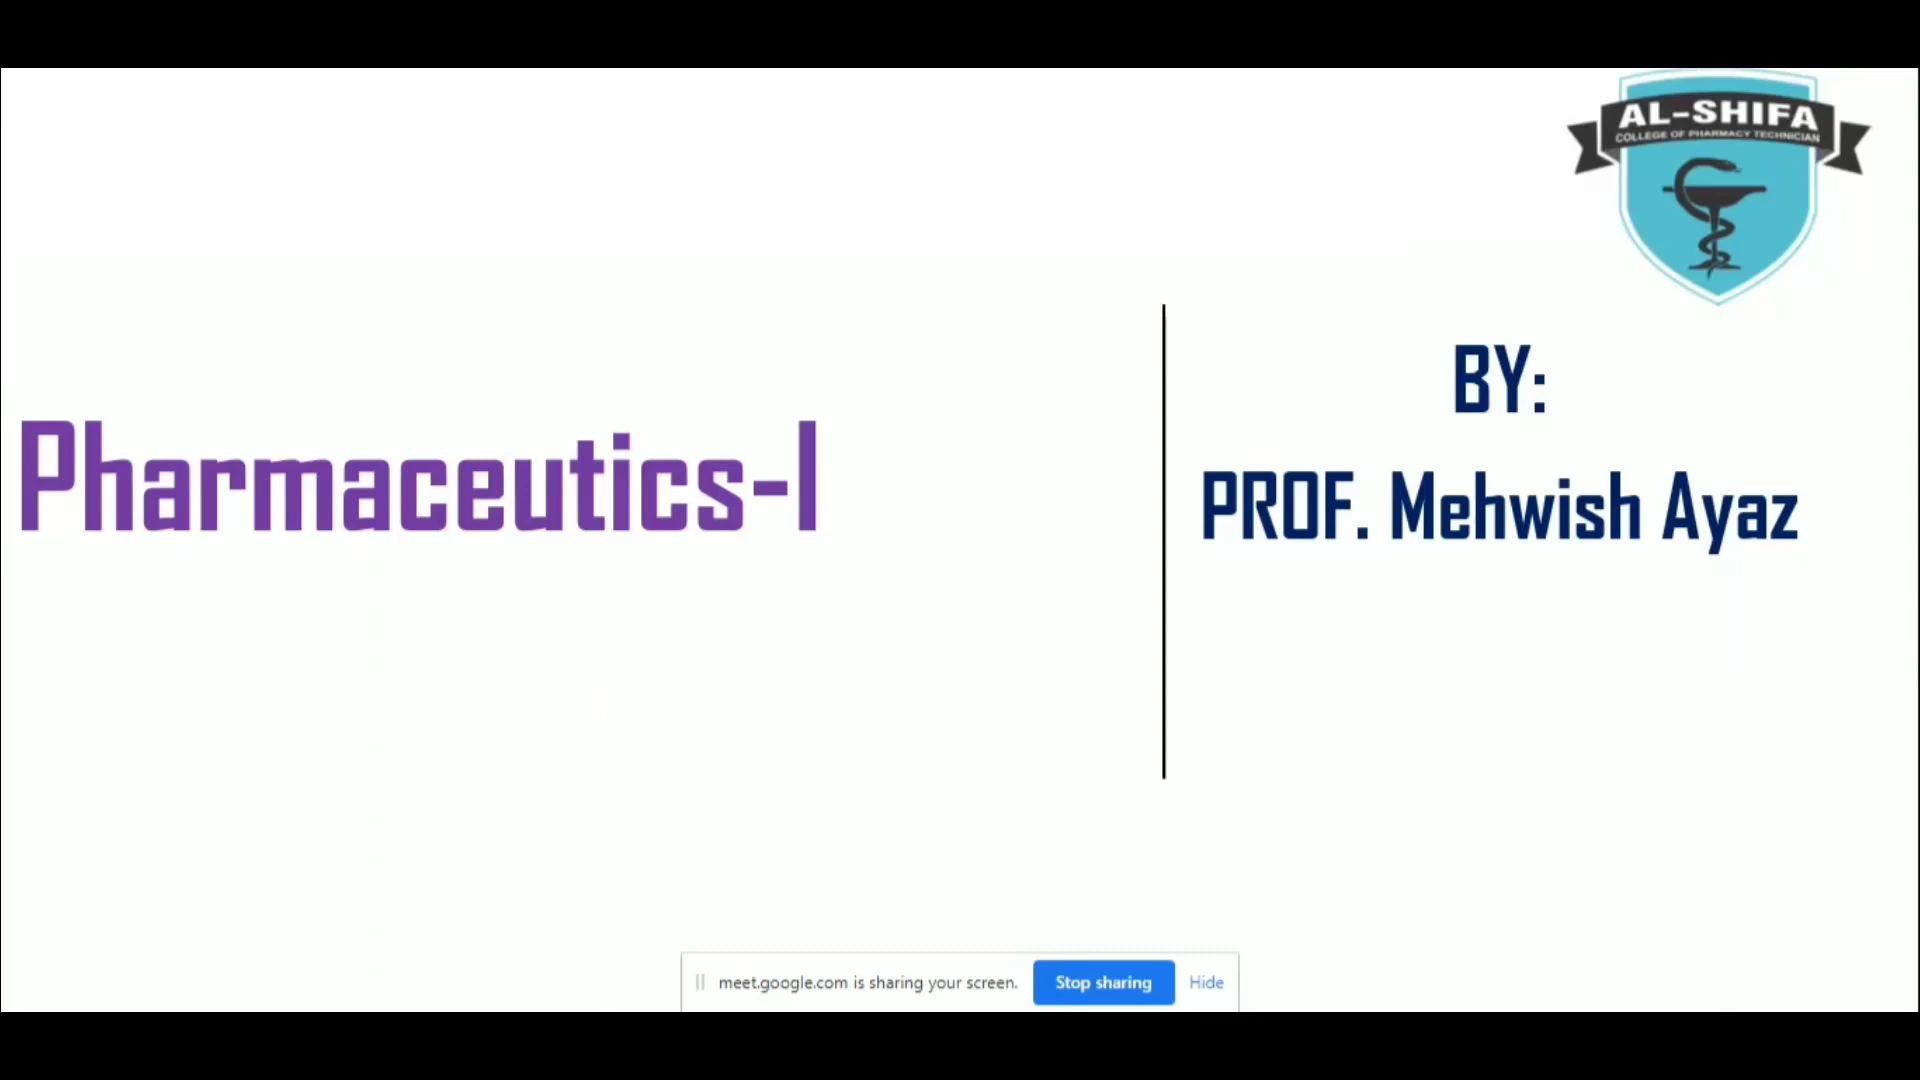 AL-SHIFA
COLLEGE OF PHARMACY TECHNICIAN
Pharmaceutics-I
BY:
PROF. Mehwish Ayaz
meet.google.com is sharing your screen.
Stop sharing
Hide